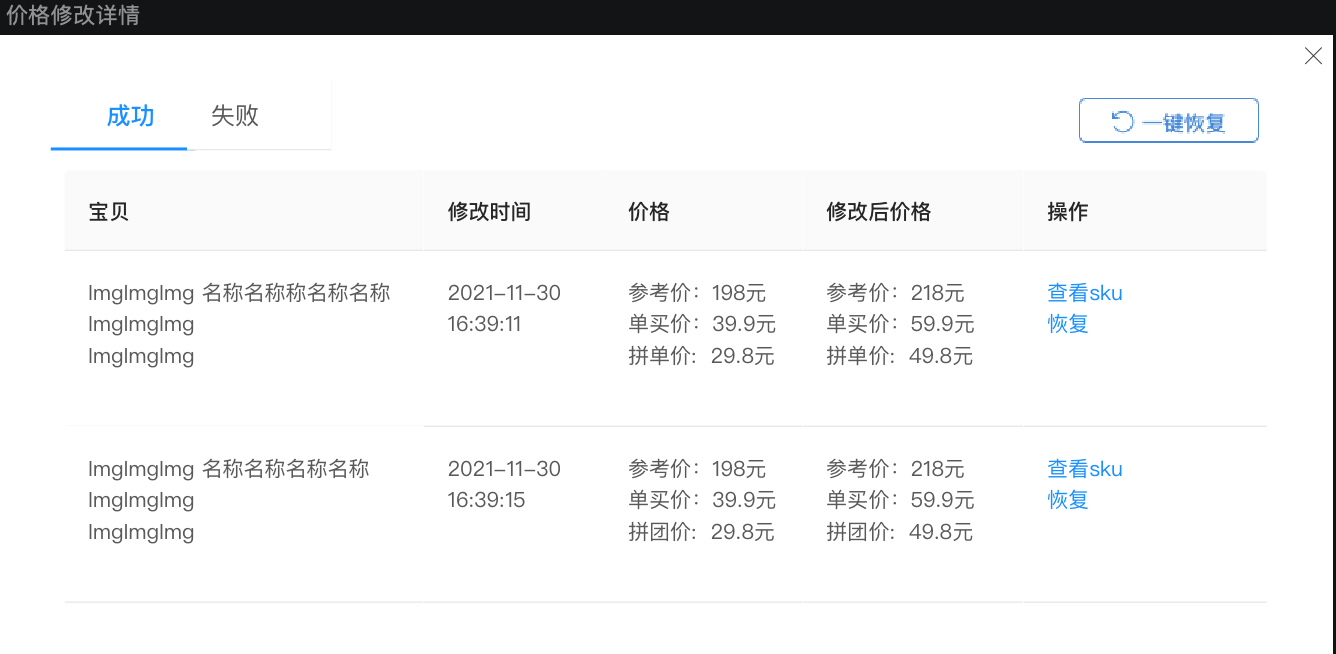 价格修改详情
成功 失败 一键恢复
宝贝 修改时间 价格 修改后价格 操作
ImgImgImg 名称名称称名称名称 2021-11-30 参考价：198元 参考价：218元 查看sku
ImgImgImg 16:39:11 单买价：39.9元 单买价：59.9元 恢复
ImgImgImg 拼单价：29.8元 拼单价：49.8元
ImgImgImg 名称名称名称名称 2021-11-30 参考价：198元 参考价：218元 查看sku
ImgImgImg 16:39:15 单买价：39.9元 单买价：59.9元 恢复
ImgImgImg 拼团价：29.8元 拼团价：49.8元